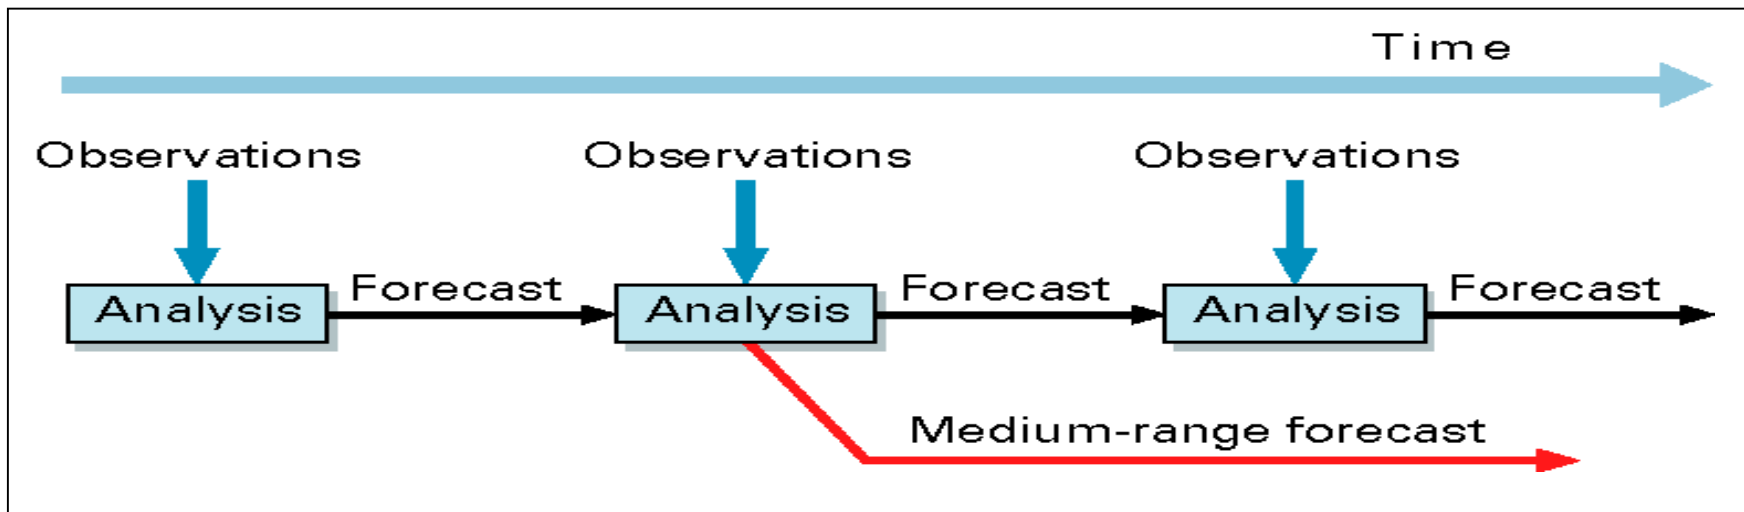 Time
Observations Observations Observations
Forecast Forecast Forecast
Analysis Analysis Analysis
Medium-range forecast